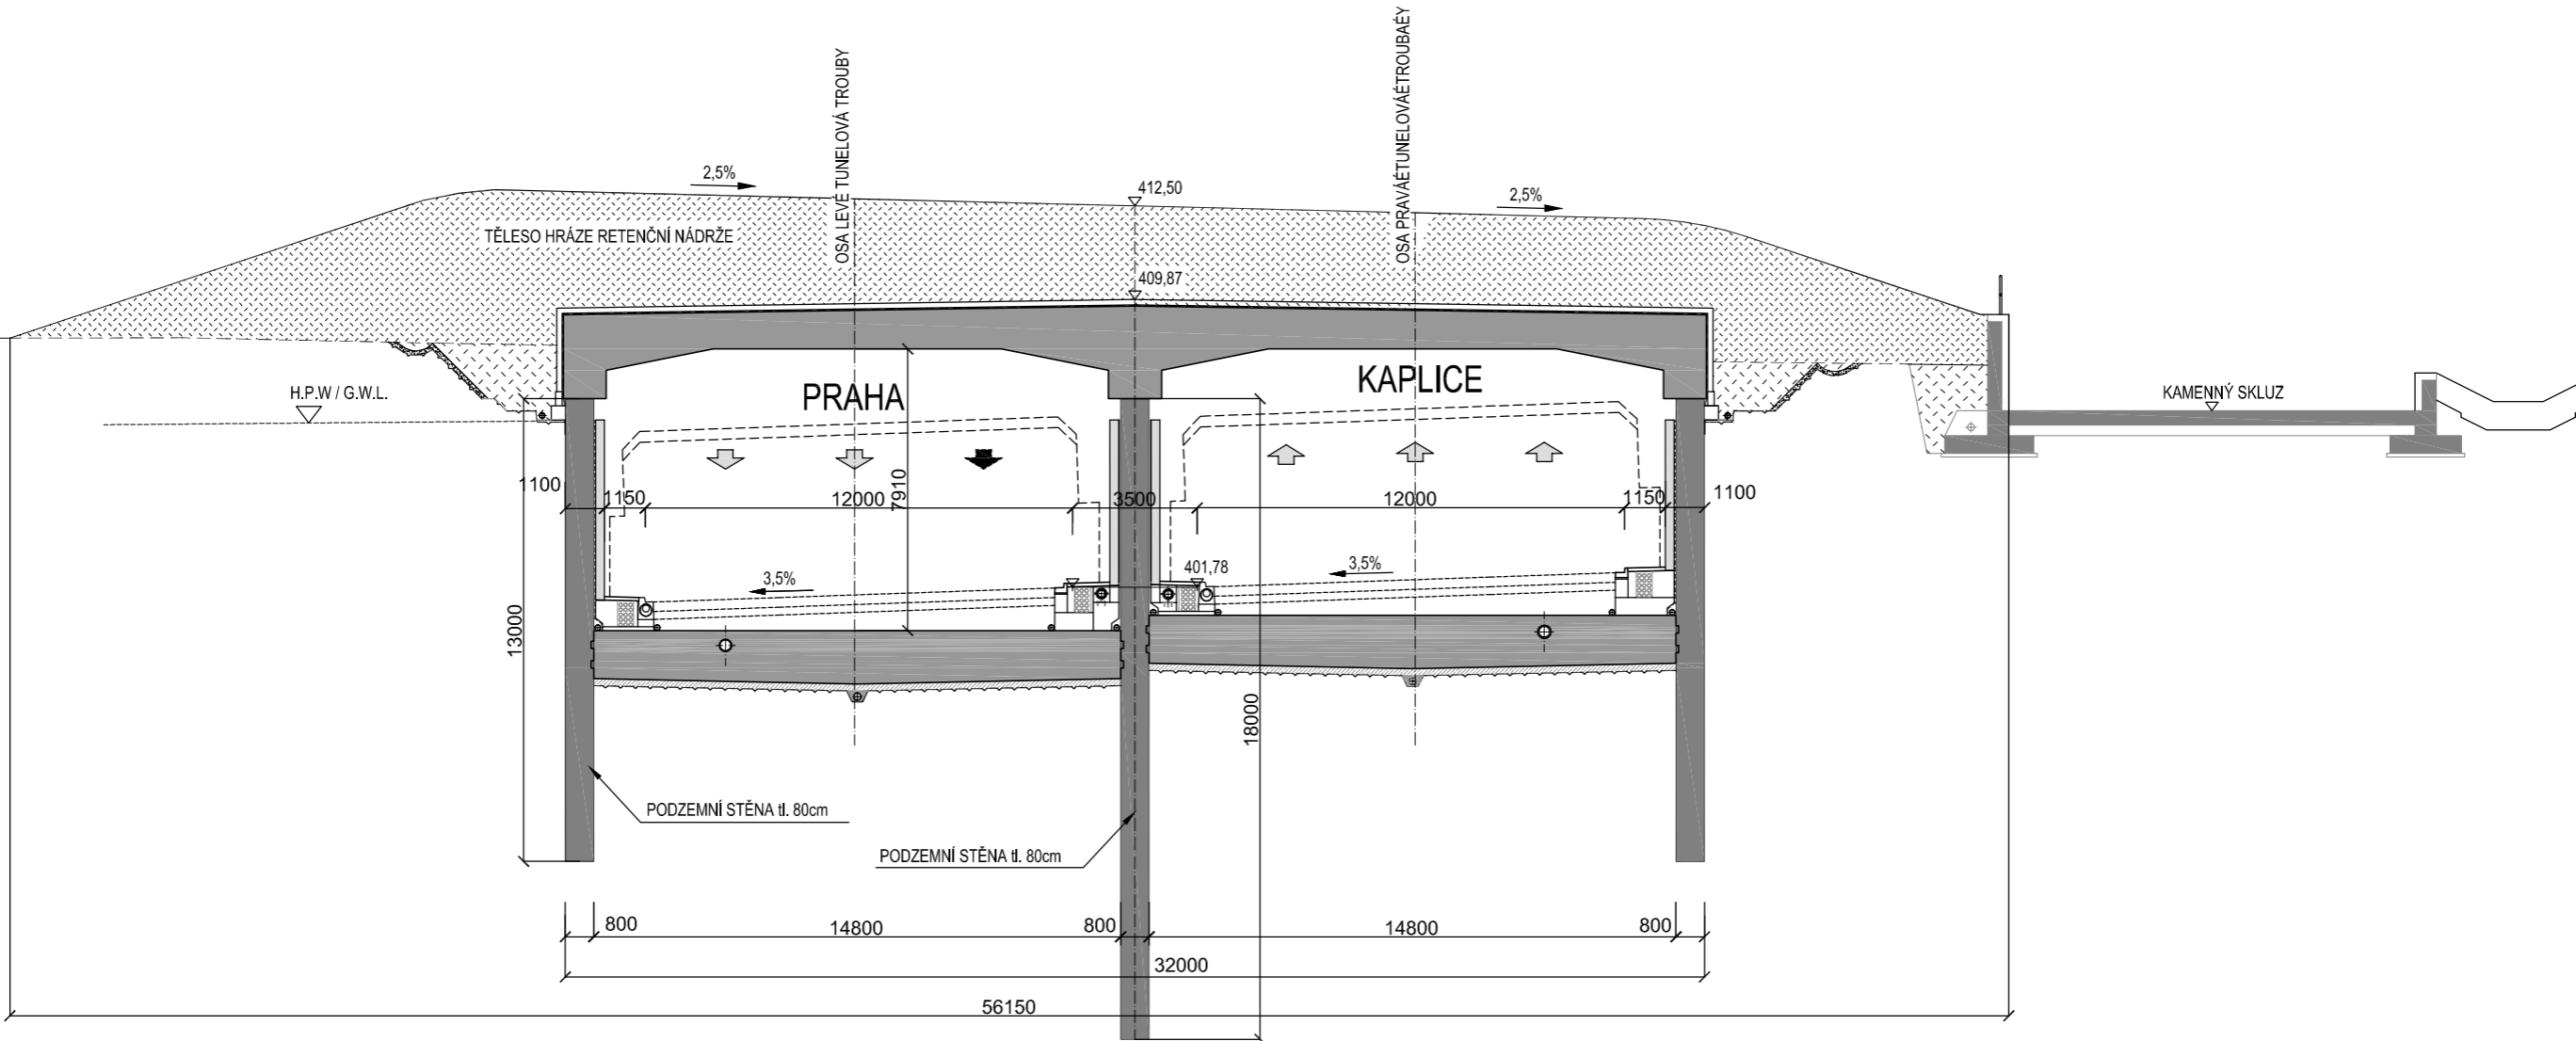 OSA LEVE TUNELOVÁ TROUBY
OSA PRAVÁÉTUNELOVÁÉTROUBAÉY
2,5%
412,50
2,5%
TĚLESO HRÁZE RETENČNÍ NÁDRŽE
409,87
H.P.W / G.W.L.
PRAHA
KAPLICE
KAMENNÝ SKLUZ
1100
1150
12000
7910
3500
12000
1150
1100
3,5%
401,78
3,5%
13000
18000
PODZEMNÍ STĚNA tl. 80cm
PODZEMNÍ STĚNA tl. 80cm
800
14800
800
14800
800
32000
56150